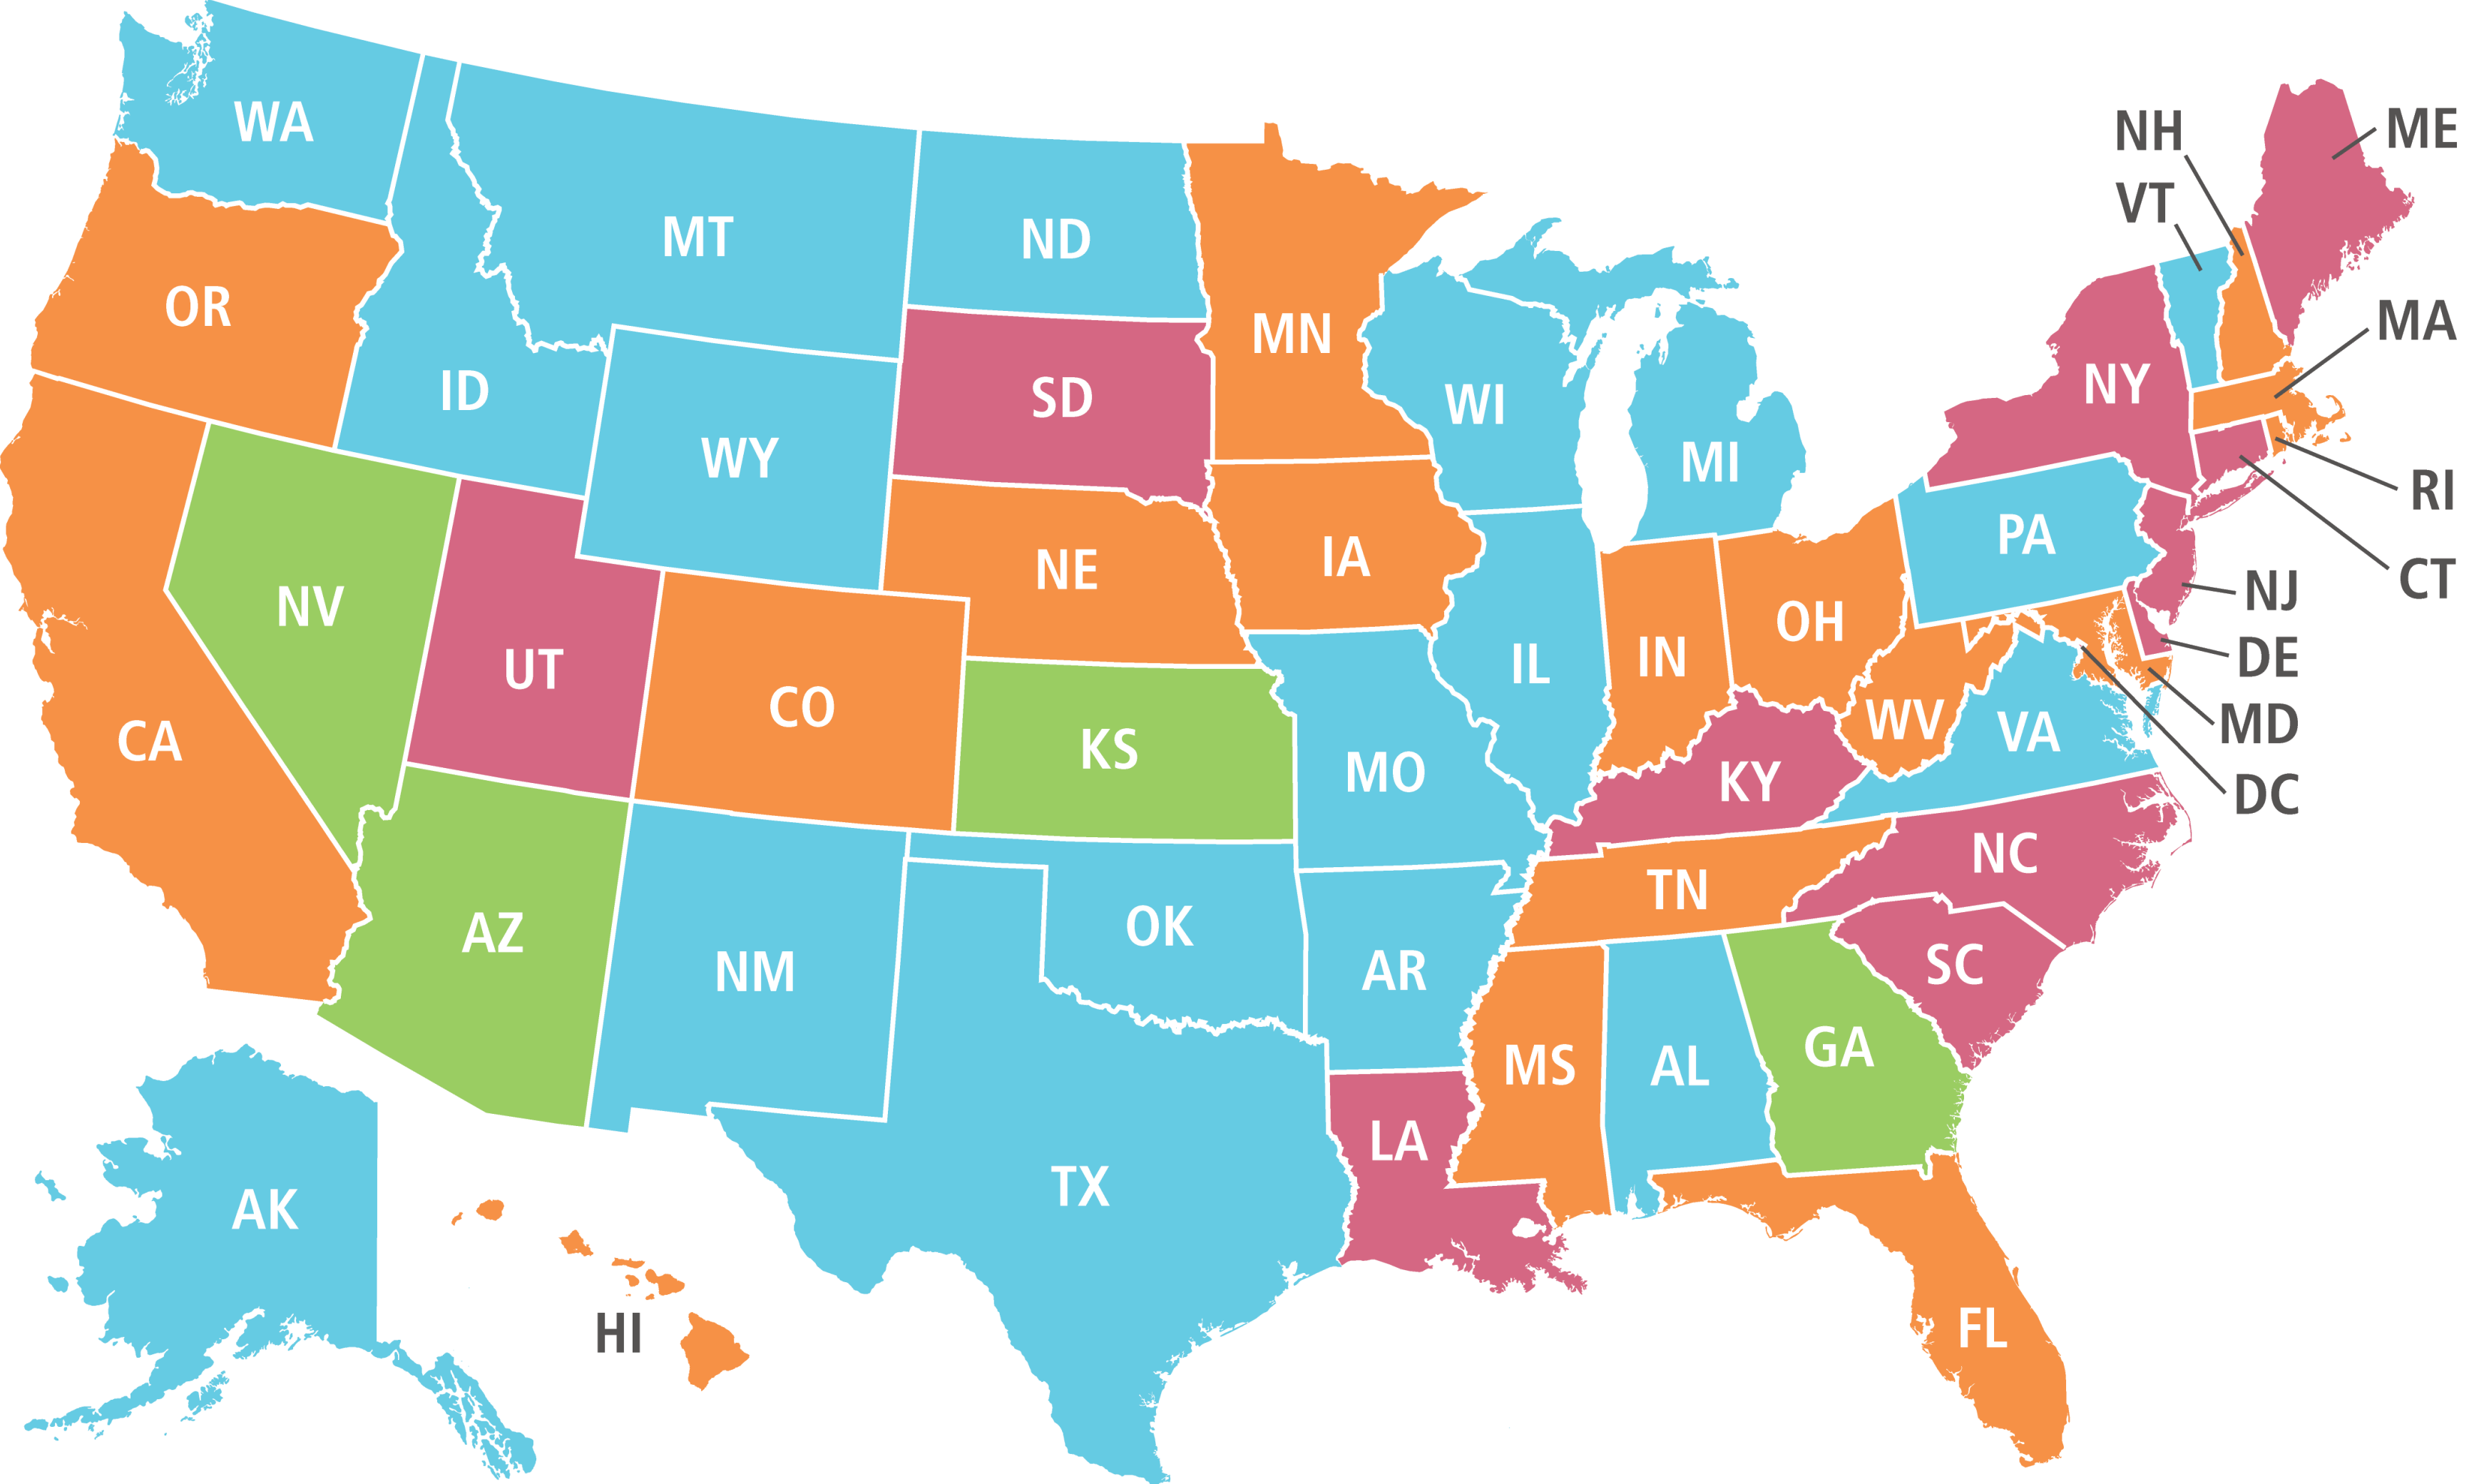 WA
MT
ND
MN
OR
ID
WY
SD
WI
MI
NH
VT
ME
NY
MA
RI
CT
NV
UT
CO
NE
IA
KS
IL
IN
OH
PA
NJ
DE
MD
DC
WV
VA
KY
MO
CA
AZ
NM
OK
AR
TN
NC
SC
MS
AL
GA
LA
TX
FL
AK
HI